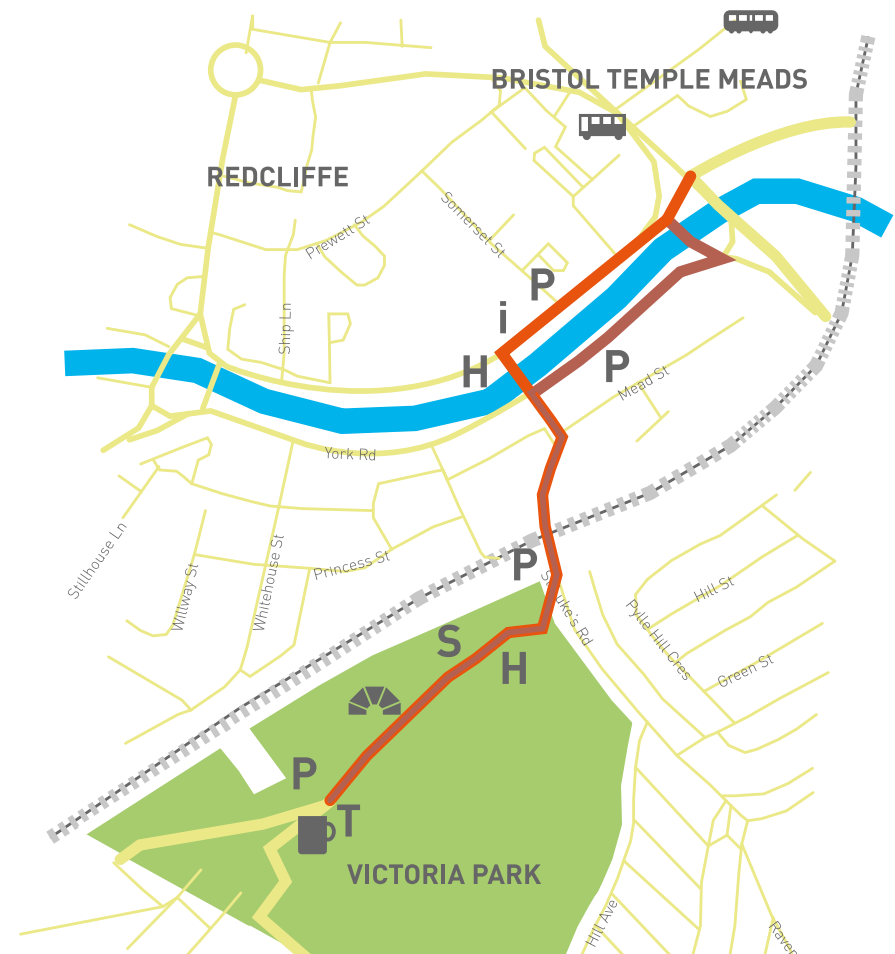 BRISTOL TEMPLE MEADS
REDCLIFFE
Prewett St
Somerset St
Ship Ln
P
i
H
P
Mead St
York Rd
Stillhouse Ln
Willway St
Whitehouse St
Princess St
P
S
H
Pylle Hill Cres
Hill St
Green St
P
T
VICTORIA PARK
Hill Ave